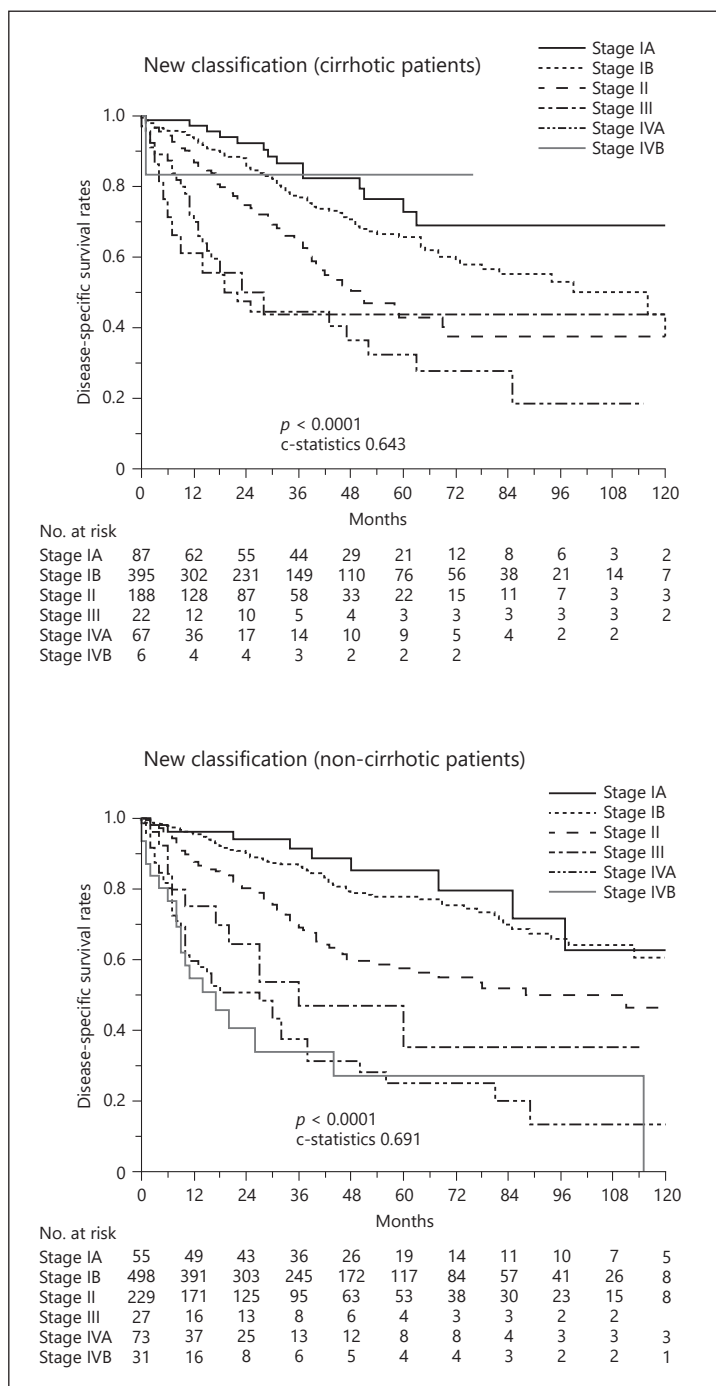 New classification (cirrhotic patients)
Stage IA
Stage IB
Stage II
Stage III
Stage IVA
Stage IVB
Disease-specific survival rates
1.0
0.8
0.6
0.4
0.2
0
p < 0.0001
c-statistics 0.643
0 12 24 36 48 60 72 84 96 108 120
Months
No. at risk
Stage IA 87 62 55 44 29 21 12 8 6 3 2
Stage IB 395 302 231 149 110 76 56 38 21 14 7
Stage II 188 128 87 58 33 22 15 11 7 3 3
Stage III 22 12 10 5 4 3 3 3 3 3 2
Stage IVA 67 36 17 14 10 9 5 4 2 2
Stage IVB 6 4 4 3 2 2 2
New classification (non-cirrhotic patients)
Stage IA
Stage IB
Stage II
Stage III
Stage IVA
Stage IVB
Disease-specific survival rates
1.0
0.8
0.6
0.4
0.2
0
p < 0.0001
c-statistics 0.691
0 12 24 36 48 60 72 84 96 108 120
Months
No. at risk
Stage IA 55 49 43 36 26 19 14 11 10 7 5
Stage IB 498 391 303 245 172 117 84 57 41 26 8
Stage II 229 171 125 95 63 53 38 30 23 15 8
Stage III 27 16 13 8 6 4 3 3 2 2
Stage IVA 73 37 25 13 12 8 8 4 3 3 3
Stage IVB 31 16 8 6 5 4 4 3 2 2 1